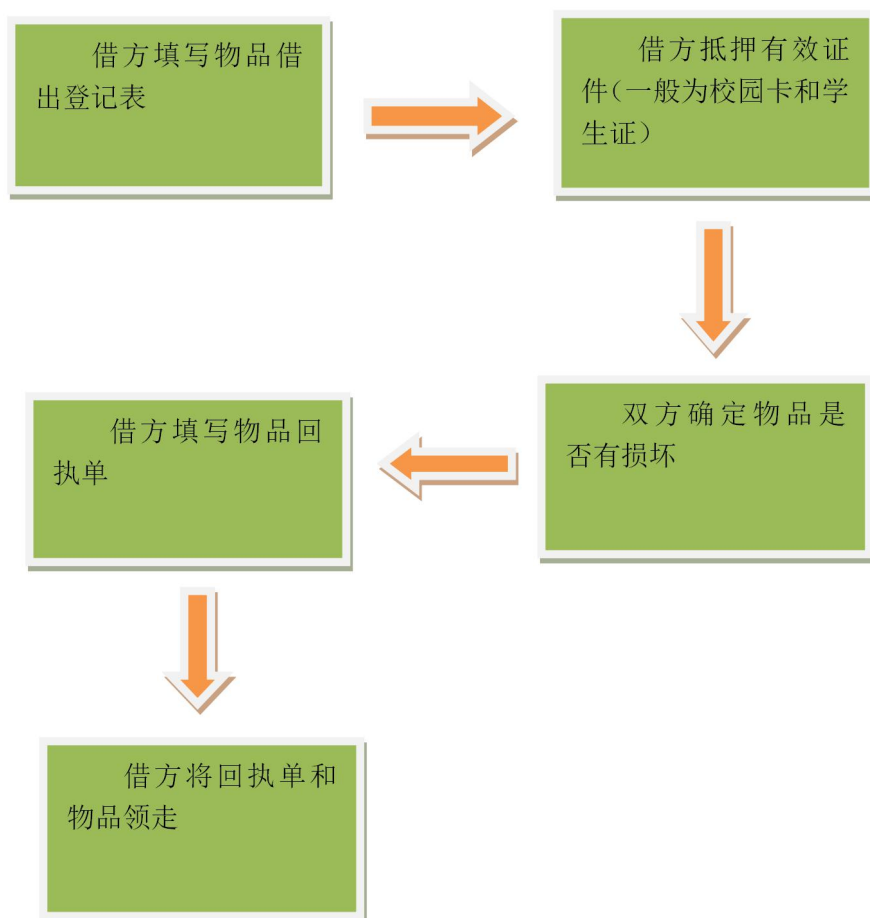 借方填写物品借
出登记表
借方抵押有效证
件(一般为校园卡和学
生证)
双方确定物品是
否有损坏
借方填写物品回
执单
借方将回执单和
物品领走